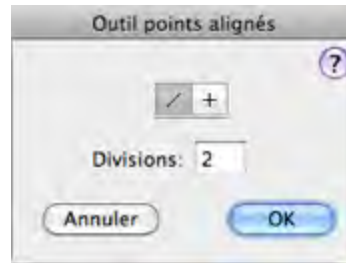 Outil points alignés
?
/ +
Divisions: 2
Annuler OK